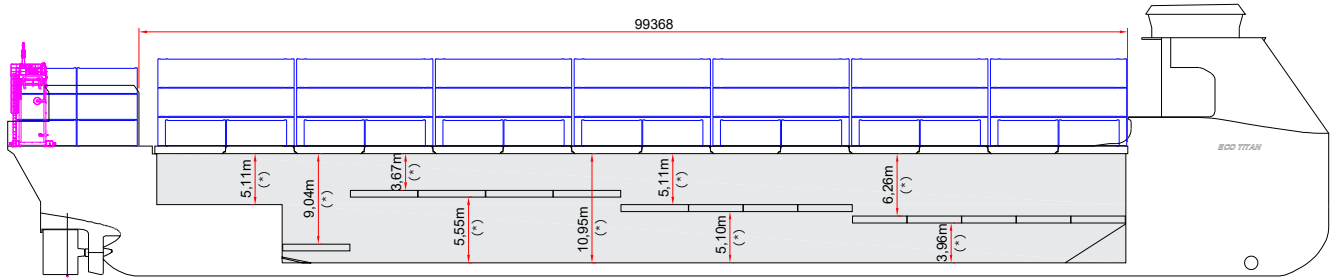 99368
ECO TITAN
5,11m
(*)
9,04m
(*)
3,67m
(*)
5,55m
(*)
10,95m
(*)
5,11m
(*)
5,10m
(*)
6,26m
(*)
3,96m
(*)